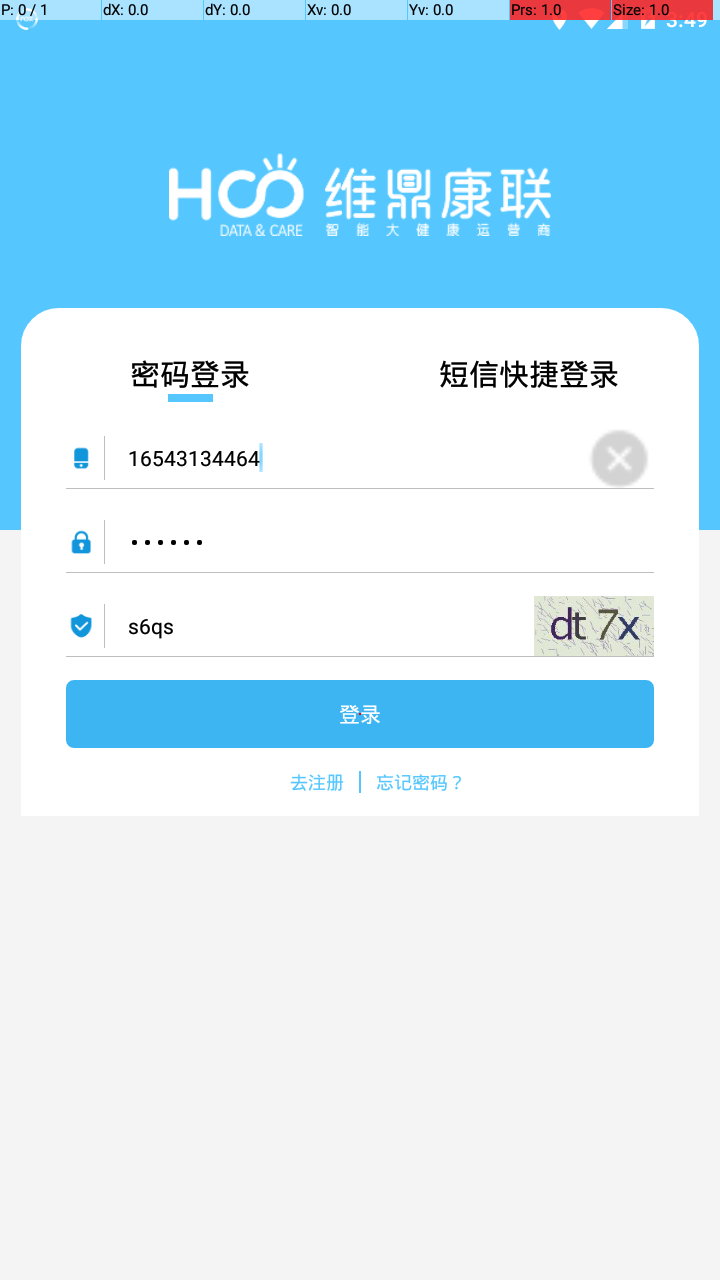 P: 0 / 1 dX: 0.0 dY: 0.0 Xv: 0.0 Yv: 0.0 Prs: 1.0 Size: 1.0
3:49
HCO 维鼎康联
DATA & CARE 智能大健康运营商
密码登录 短信快捷登录
16543134464
••••••
s6qs dt7x
登录
去注册 忘记密码？